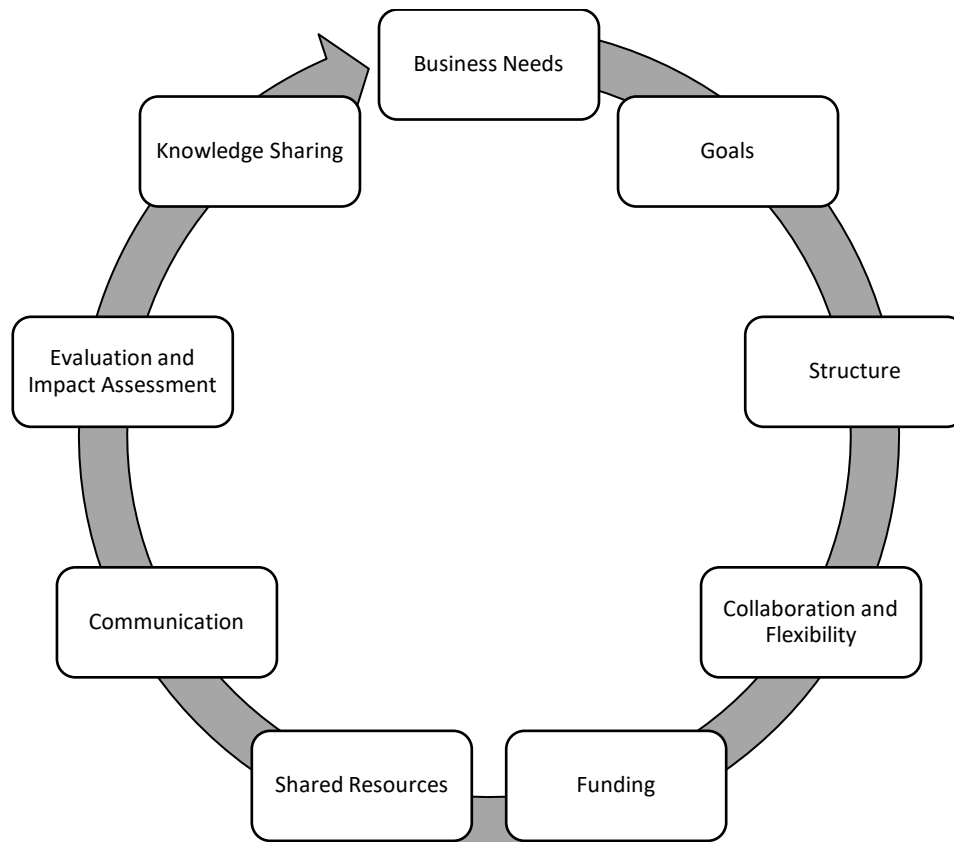 Business Needs
Goals
Structure
Collaboration and
Flexibility
Funding
Shared Resources
Communication
Evaluation and
Impact Assessment
Knowledge Sharing